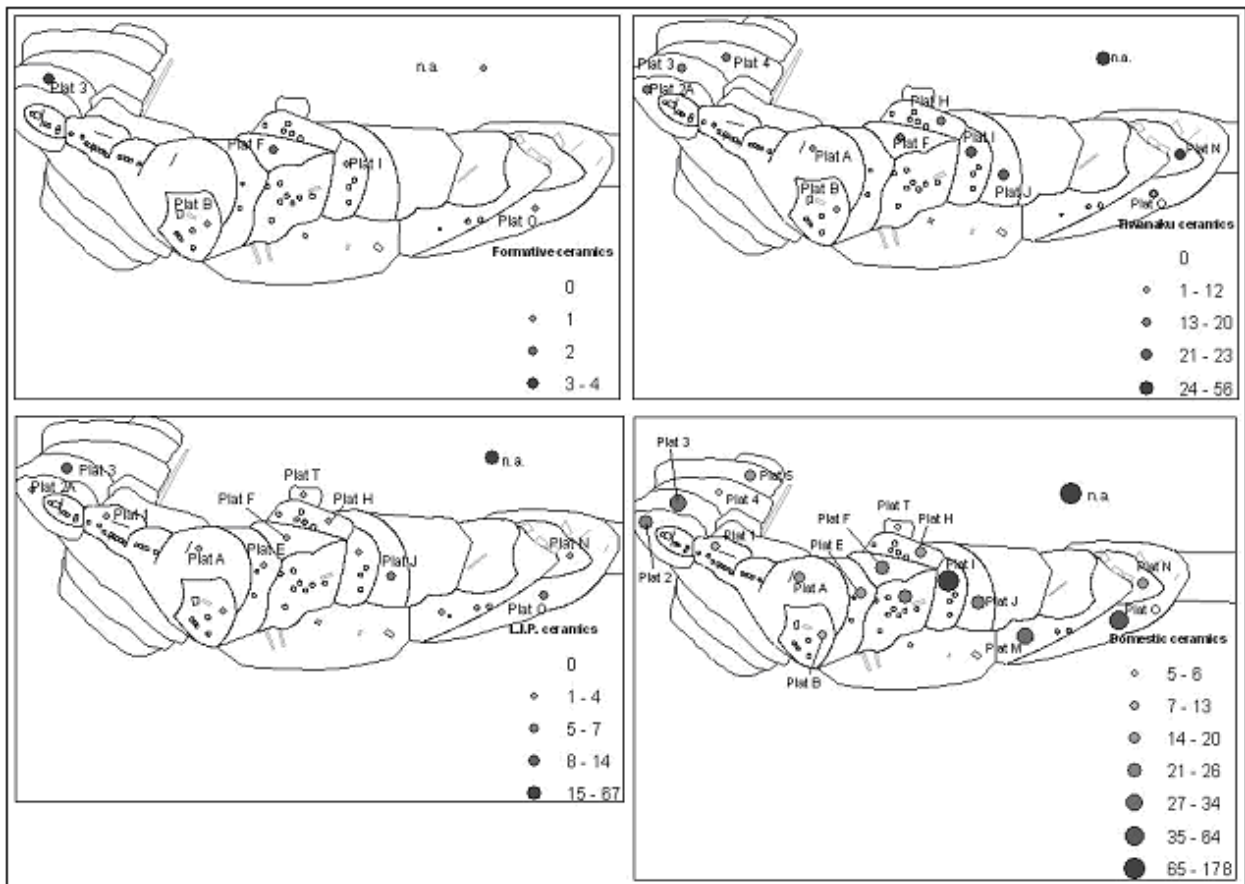 n.a.
Plat 3
Plat F
Plat I
Plat B
Plat O
Formative ceramics
0
1
2
3 - 4
Plat 3
Plat 4
n.a.
Plat 2A
Plat H
Plat F
Plat I
Plat A
Plat N
Plat B
Plat J
Plat O
Tiwanaku ceramics
0
1 - 12
13 - 20
21 - 23
24 - 56
n.a.
Plat 3
Plat T
Plat 2A
Plat F
Plat H
Plat 1
Plat A
Plat E
Plat J
Plat N
Plat O
L.I.P. ceramics
0
1 - 4
5 - 7
8 - 14
15 - 67
Plat 3
Plat 5
Plat 4
n.a.
Plat T
Plat F
Plat H
Plat 1
Plat E
Plat I
Plat 2
Plat A
Plat N
Plat J
Plat O
Plat M
Plat B
Domestic ceramics
5 - 6
7 - 13
14 - 20
21 - 26
27 - 34
35 - 64
65 - 178